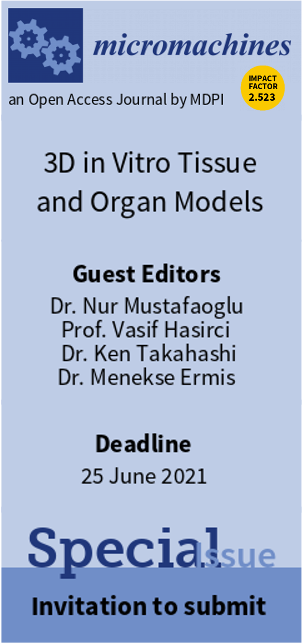 micromachines
IMPACT
FACTOR
2.523
an Open Access Journal by MDPI
3D in Vitro Tissue
and Organ Models
Guest Editors
Dr. Nur Mustafaoglu
Prof. Vasif Hasirci
Dr. Ken Takahashi
Dr. Menekse Ermis
Deadline
25 June 2021
Special Issue
Invitation to submit